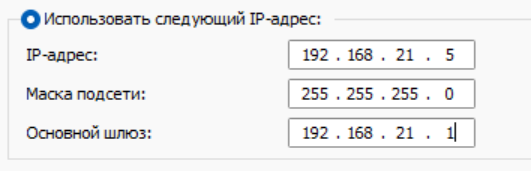 Использовать следующий IP-адрес:
IP-адрес: 192 . 168 . 21 . 5
Маска подсети: 255 . 255 . 255 . 0
Основной шлюз: 192 . 168 . 21 . 1